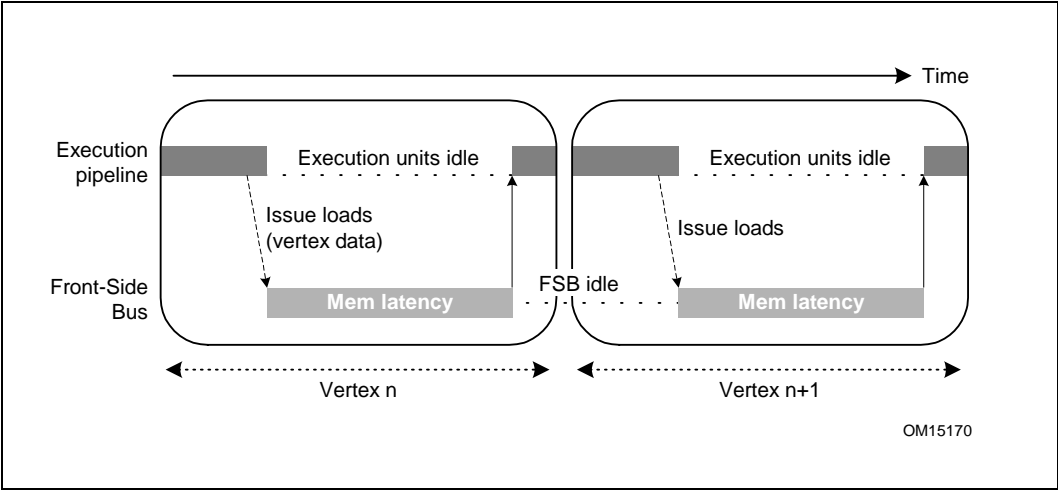 Time
Execution
pipeline
Execution units idle
Execution units idle
Issue loads
(vertex data)
Issue loads
Front-Side
Bus
Mem latency
FSB idle
Mem latency
Vertex n
Vertex n+1
OM15170